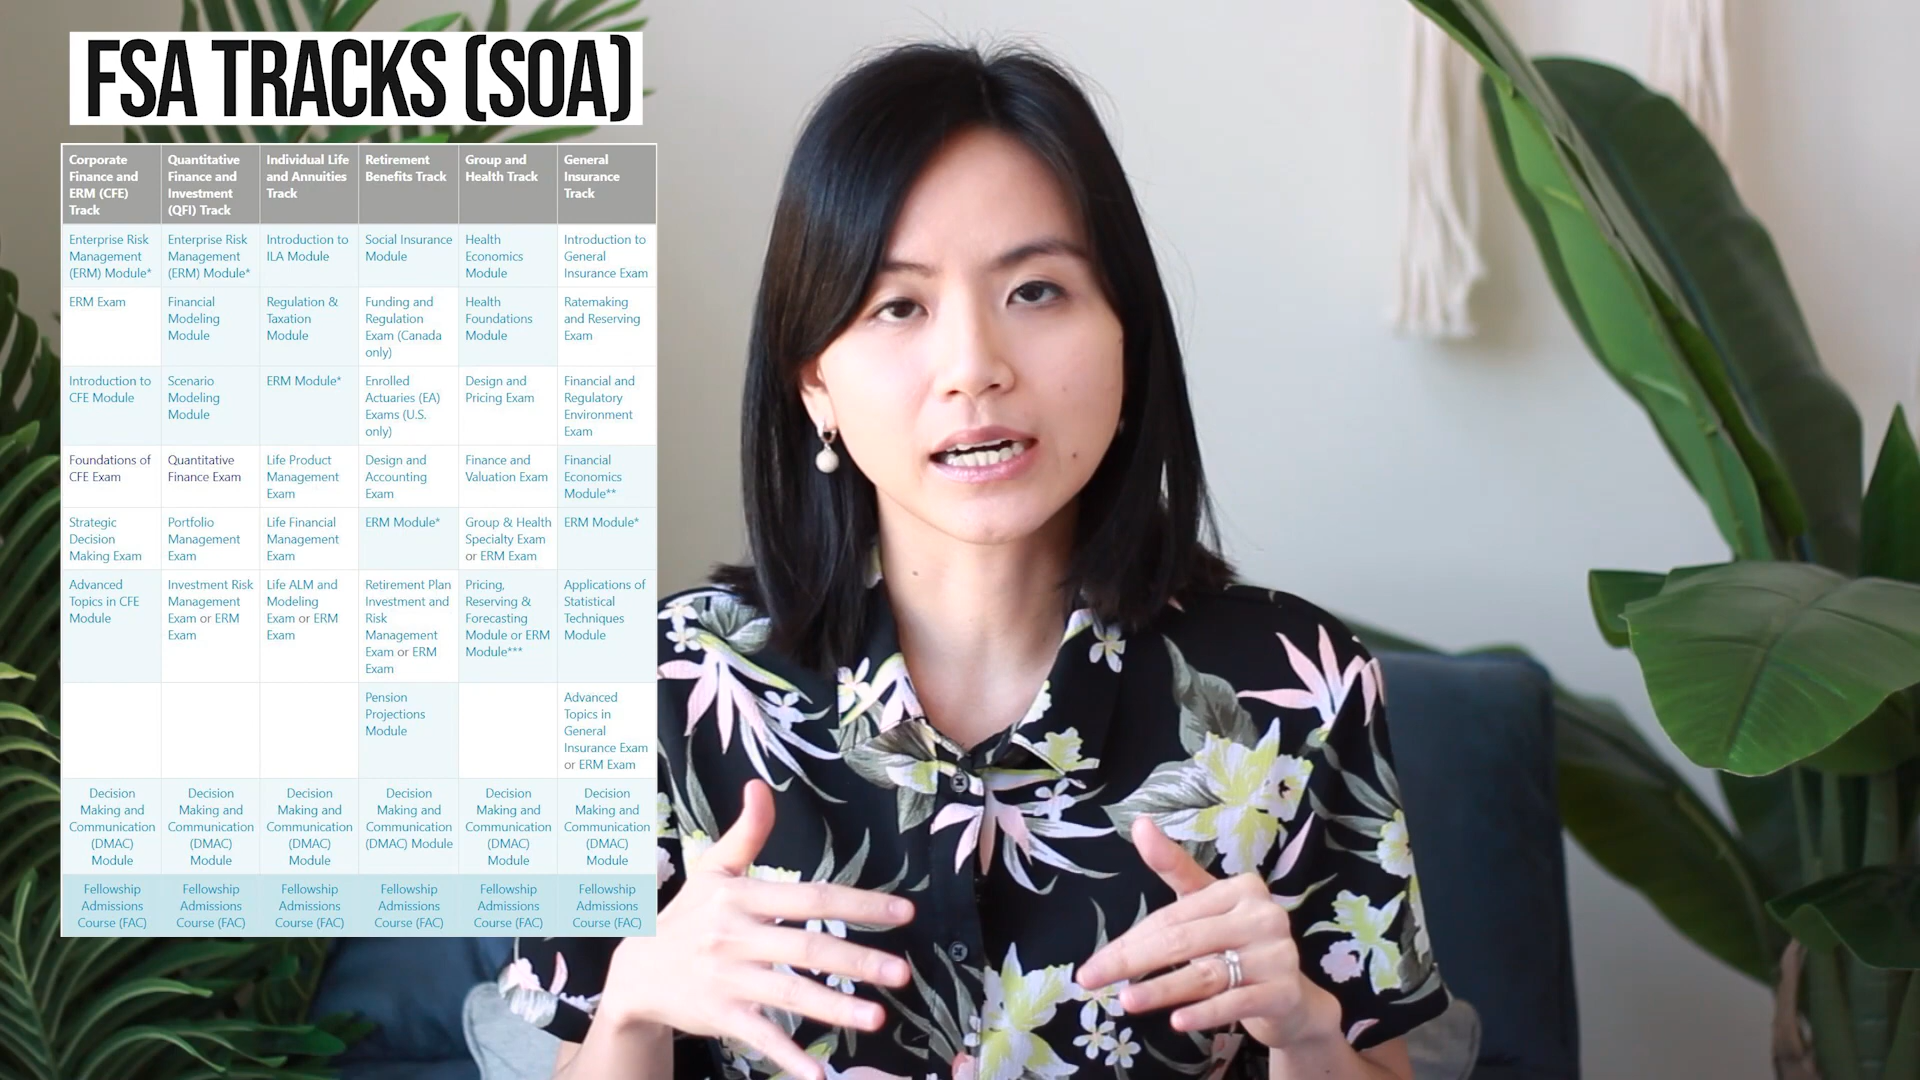 FSA TRACKS (SOA)
Corporate
Finance and
ERM (CFE)
Track
Quantitative
Finance and
Investment
(QFI) Track
Individual Life
and Annuities
Track
Retirement
Benefits Track
Group and
Health Track
General
Insurance
Track
Enterprise Risk
Management
(ERM) Module*
Enterprise Risk
Management
(ERM) Module*
Introduction to
ILA Module
Social Insurance
Module
Health
Economics
Module
Introduction to
General
Insurance Exam
ERM Exam
Financial
Modeling
Module
Regulation &
Taxation
Module
Funding and
Regulation
Exam (Canada
only)
Health
Foundations
Module
Ratemaking
and Reserving
Exam
Introduction to
CFE Module
Scenario
Modeling
Module
ERM Module*
Enrolled
Actuaries (EA)
Exams (U.S.
only)
Design and
Pricing Exam
Financial and
Regulatory
Environment
Exam
Foundations of
CFE Exam
Quantitative
Finance Exam
Life Product
Management
Exam
Design and
Accounting
Exam
Finance and
Valuation Exam
Financial
Economics
Module**
Strategic
Decision
Making Exam
Portfolio
Management
Exam
Life Financial
Management
Exam
ERM Module*
Group & Health
Specialty Exam
or ERM Exam
ERM Module*
Advanced
Topics in CFE
Module
Investment Risk
Management
Exam or ERM
Exam
Life ALM and
Modeling
Exam or ERM
Exam
Retirement Plan
Investment and
Risk
Management
Exam or ERM
Exam
Pricing,
Reserving &
Forecasting
Module or ERM
Module***
Applications of
Statistical
Techniques
Module
Pension
Projections
Module
Advanced
Topics in
General
Insurance Exam
or ERM Exam
Decision
Making and
Communication
(DMAC)
Module
Decision
Making and
Communication
(DMAC)
Module
Decision
Making and
Communication
(DMAC)
Module
Decision
Making and
Communication
(DMAC) Module
Decision
Making and
Communication
(DMAC)
Module
Decision
Making and
Communication
(DMAC)
Module
Fellowship
Admissions
Course (FAC)
Fellowship
Admissions
Course (FAC)
Fellowship
Admissions
Course (FAC)
Fellowship
Admissions
Course (FAC)
Fellowship
Admissions
Course (FAC)
Fellowship
Admissions
Course (FAC)